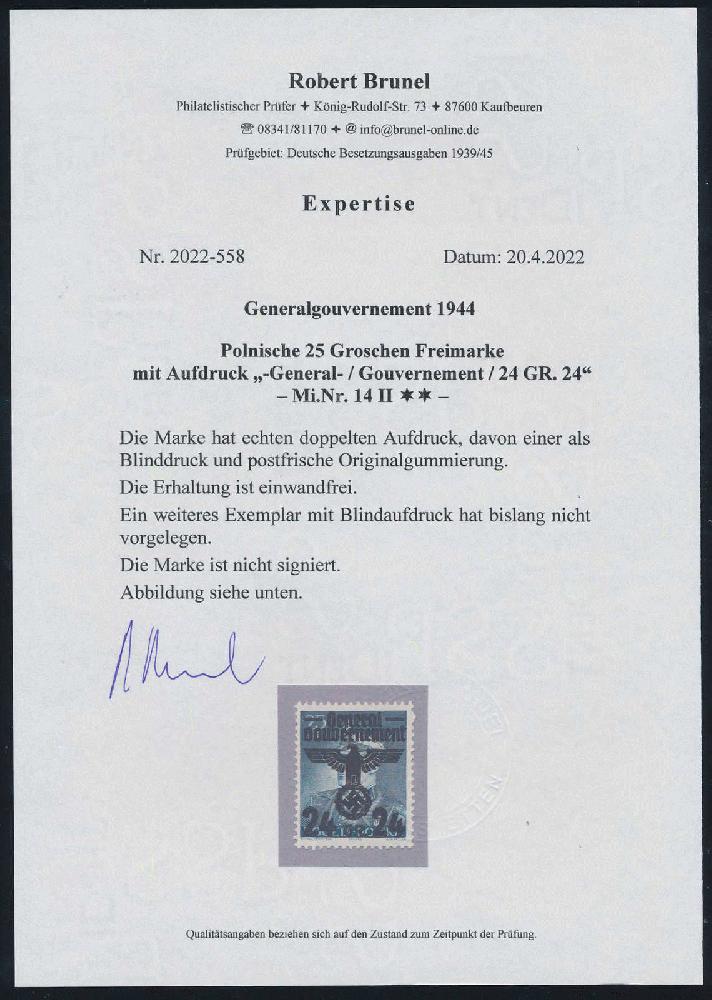 Robert Brunel
Philatelistischer Prüfer ✦ König-Rudolf-Str. 73 ✦ 87600 Kaufbeuren
☏ 08341/81170 ✦ @ info@brunel-online.de
Prüfgebiet: Deutsche Besetzungsausgaben 1939/45
Expertise
Nr. 2022-558 Datum: 20.4.2022
Generalgouvernement 1944
Polnische 25 Groschen Freimarke
mit Aufdruck „-General- / Gouvernement / 24 GR. 24“
– Mi.Nr. 14 II ✶✶ –
Die Marke hat echten doppelten Aufdruck, davon einer als
Blinddruck und postfrische Originalgummierung.
Die Erhaltung ist einwandfrei.
Ein weiteres Exemplar mit Blindaufdruck hat bislang nicht
vorgelegen.
Die Marke ist nicht signiert.
Abbildung siehe unten.
General
Gouvernement
24 24
Qualitätsangaben beziehen sich auf den Zustand zum Zeitpunkt der Prüfung.